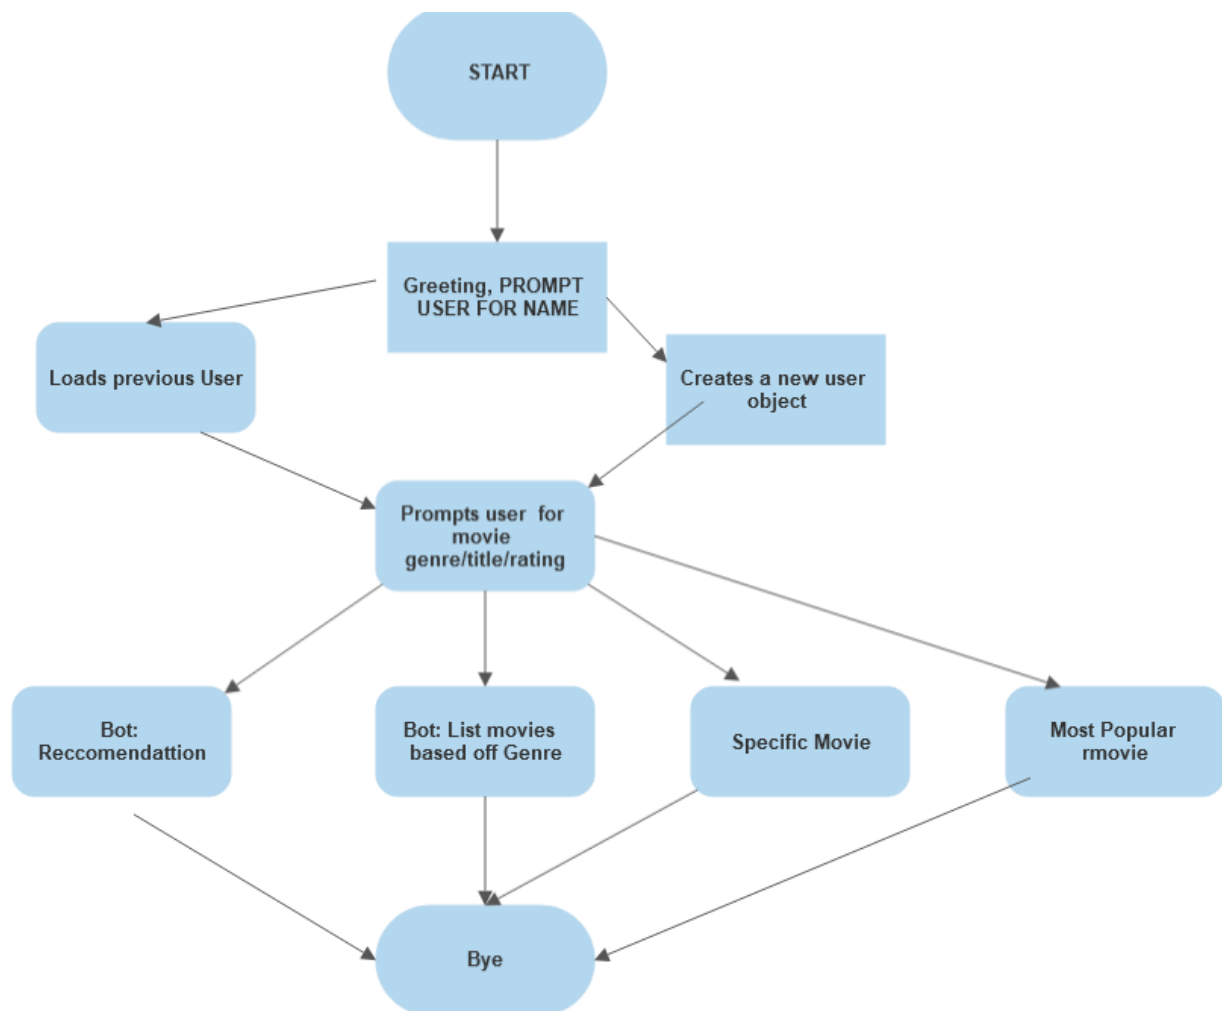 START
Greeting, PROMPT
USER FOR NAME
Loads previous User
Creates a new user
object
Prompts user for
movie
genre/title/rating
Bot:
Reccomendattion
Bot: List movies
based off Genre
Specific Movie
Most Popular
rmovie
Bye